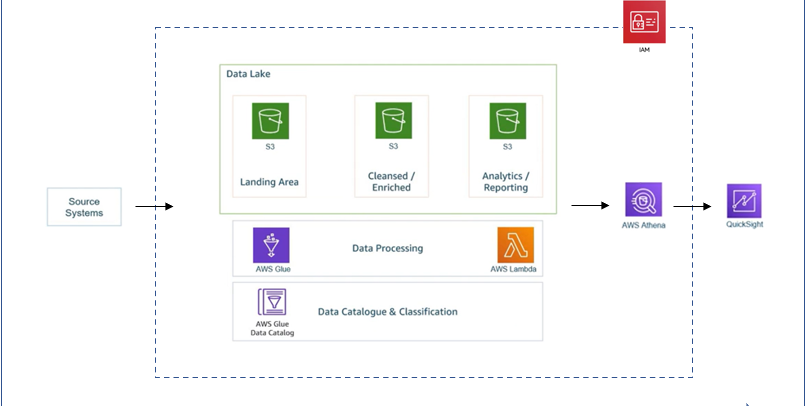 IAM
Data Lake
S3
S3
S3
Landing Area
Cleansed /
Enriched
Analytics /
Reporting
Source
Systems
AWS Athena
QuickSight
Data Processing
AWS Glue
AWS Lambda
Data Catalogue & Classification
AWS Glue
Data Catalog